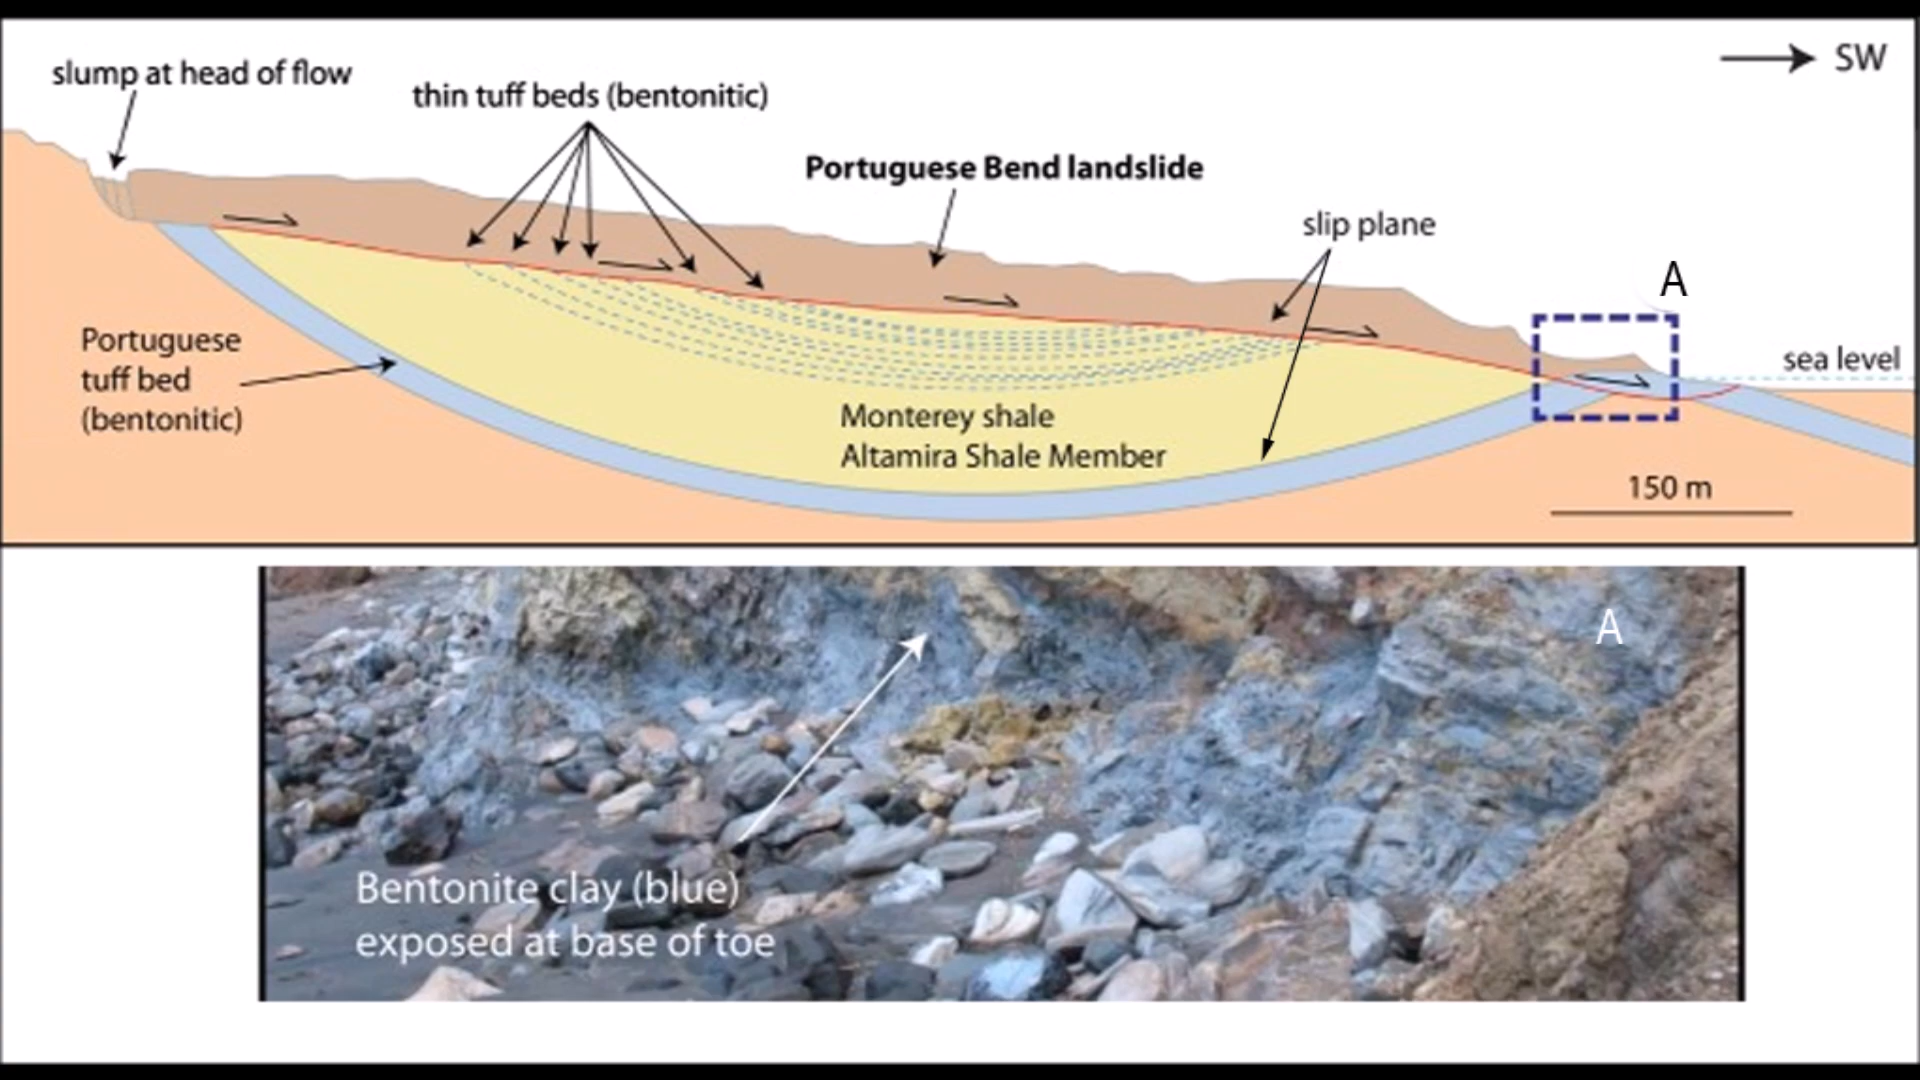 slump at head of flow
thin tuff beds (bentonitic)
SW
Portuguese Bend landslide
slip plane
A
Portuguese
tuff bed
(bentonitic)
sea level
Monterey shale
Altamira Shale Member
150 m
A
Bentonite clay (blue)
exposed at base of toe